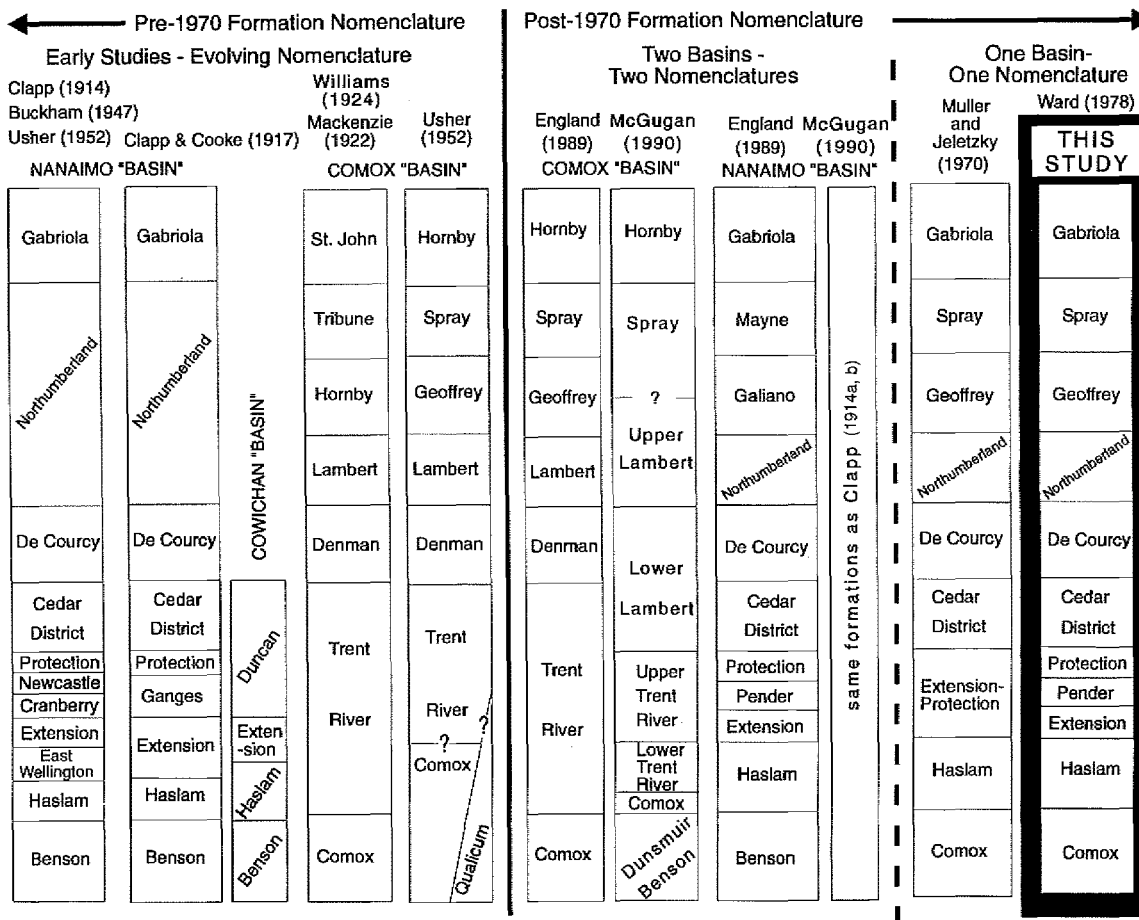 Pre-1970 Formation Nomenclature
Post-1970 Formation Nomenclature
Early Studies - Evolving Nomenclature
Two Basins -
Two Nomenclatures
One Basin-
One Nomenclature
Clapp (1914)
Buckham (1947)
Usher (1952)
Clapp & Cooke (1917)
Williams
(1924)
Mackenzie
(1922)
Usher
(1952)
England
(1989)
McGugan
(1990)
England
(1989)
McGugan
(1990)
Muller
and
Jeletzky
(1970)
Ward (1978)
THIS
STUDY
NANAIMO "BASIN"
COMOX "BASIN"
COMOX "BASIN"
NANAIMO "BASIN"
Gabriola
Northumberland
De Courcy
Cedar
District
Protection
Newcastle
Cranberry
Extension
East
Wellington
Haslam
Benson
Gabriola
Northumberland
De Courcy
Cedar
District
Protection
Ganges
Extension
Haslam
Benson
COWICHAN "BASIN"
Duncan
Exten
-sion
Haslam
Benson
St. John
Tribune
Hornby
Lambert
Denman
Trent
River
Comox
Hornby
Spray
Geoffrey
Lambert
Denman
Trent
River
?
?
Comox
Qualicum
Hornby
Spray
Geoffrey
Lambert
Denman
Trent
River
Comox
Hornby
Spray
?
Upper
Lambert
Lower
Lambert
Upper
Trent
River
Lower
Trent
River
Comox
Dunsmuir
Benson
Gabriola
Mayne
Galiano
Northumberland
De Courcy
Cedar
District
Protection
Pender
Extension
Haslam
Benson
same formations as Clapp (1914a, b)
Gabriola
Spray
Geoffrey
Northumberland
De Courcy
Cedar
District
Extension-
Protection
Haslam
Comox
Gabriola
Spray
Geoffrey
Northumberland
De Courcy
Cedar
District
Protection
Pender
Extension
Haslam
Comox